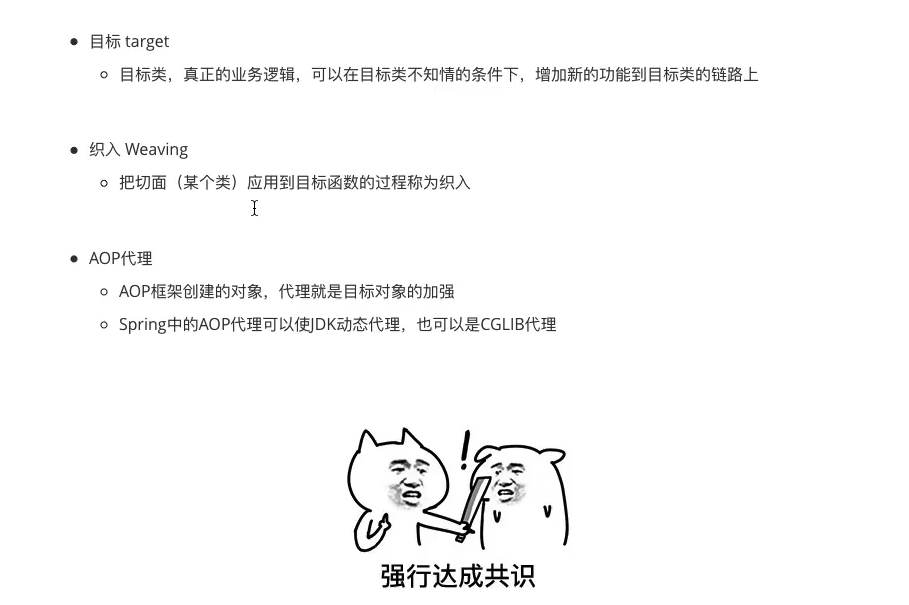 目标 target
目标类，真正的业务逻辑，可以在目标类不知情的条件下，增加新的功能到目标类的链路上
织入 Weaving
把切面（某个类）应用到目标函数的过程称为织入
AOP代理
AOP框架创建的对象，代理就是目标对象的加强
Spring中的AOP代理可以使JDK动态代理，也可以是CGLIB代理
!
强行达成共识